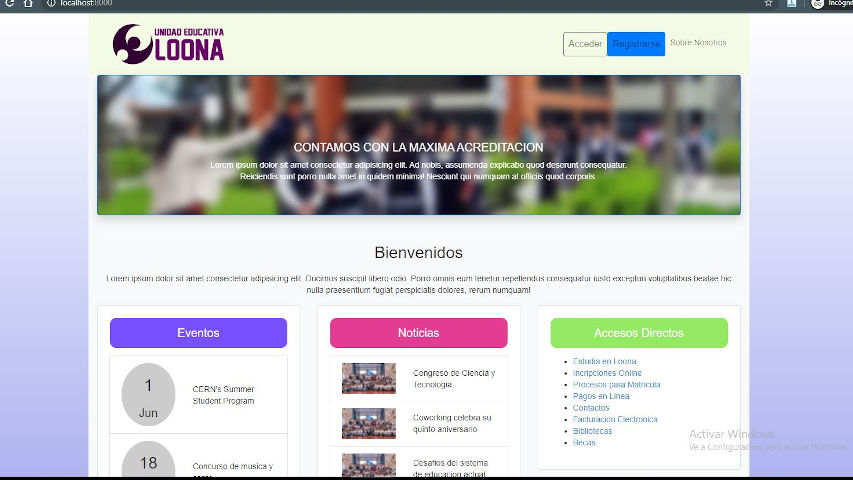 localhost:8000
Incógnit
UNIDAD EDUCATIVA
LOONA
Acceder
Registrarse
Sobre Nosotros
CONTAMOS CON LA MAXIMA ACREDITACION
Lorem ipsum dolor sit amet consectetur adipisicing elit. Ad nobis, assumenda explicabo quod deserunt consequatur.
Reiciendis sunt porro nulla amet in quidem minima! Nesciunt qui numquam at officiis quod corporis.
Bienvenidos
Lorem ipsum dolor sit amet consectetur adipisicing elit. Ducimus suscipit libero odio. Porro omnis eum tenetur repellendus consequatur iusto excepturi voluptatibus beatae hic
nulla praesentium fugiat perspiciatis dolores, rerum numquam!
Eventos
1
Jun
CERN's Summer
Student Program
18
Concurso de musica y
Noticias
Congreso de Ciencia y
Tecnologia
Coworking celebra su
quinto aniversario
Desafios del sistema
de educacion actual
Accesos Directos
Estudia en Loona
Incripciones Online
Procesos para Matricula
Pagos en Linea
Contactos
Facturacion Electronica
Bibliotecas
Becas
Activar Windows
Ve a Configuración para activar Windows.